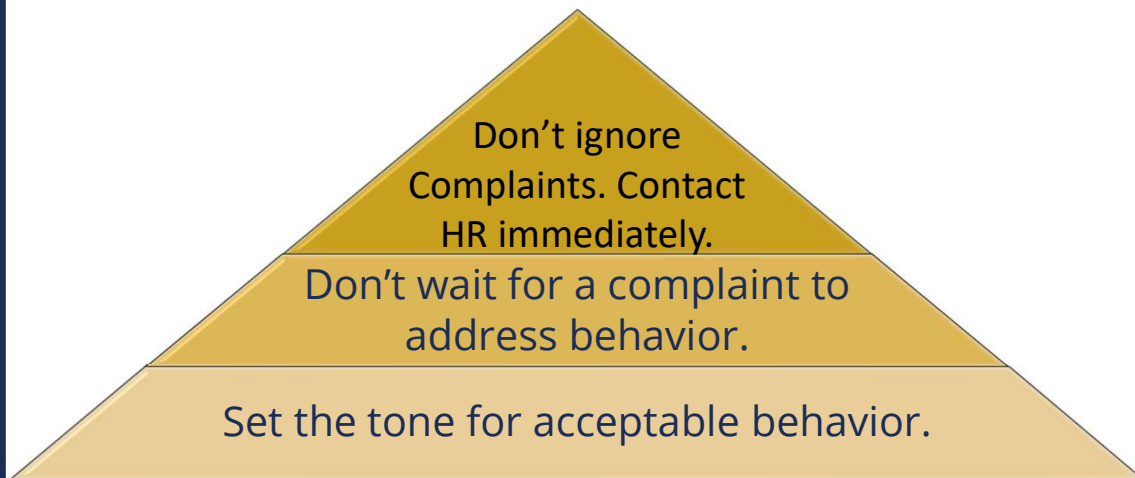 Don’t ignore
Complaints. Contact
HR immediately.
Don’t wait for a complaint to
address behavior.
Set the tone for acceptable behavior.